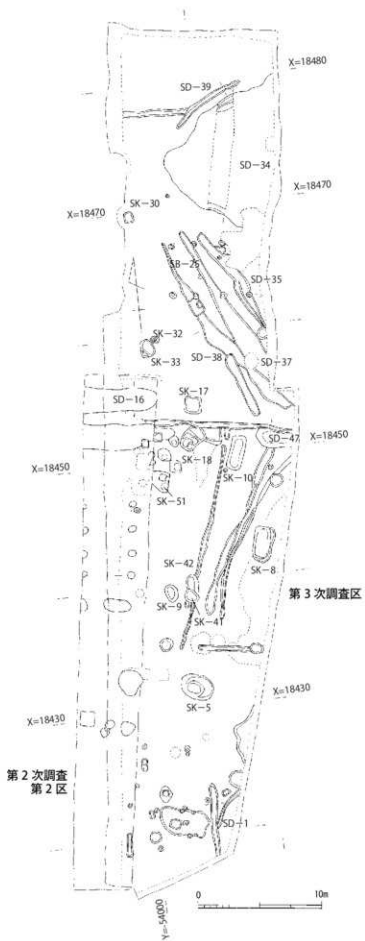 X=18480
SD-39
SD-34
X=18470
SK-30
X=18470
SB-25
SD-35
SK-32
SK-33
SD-38
SD-37
SD-16
SK-17
SD-47
X=18450
SK-18
X=18450
SK-10
SK-51
SK-8
SK-42
第3次調査区
SK-9
SK-41
X=18430
SK-5
X=18430
第2次調査
第2区
SD-1
0
10m
Y=-54000